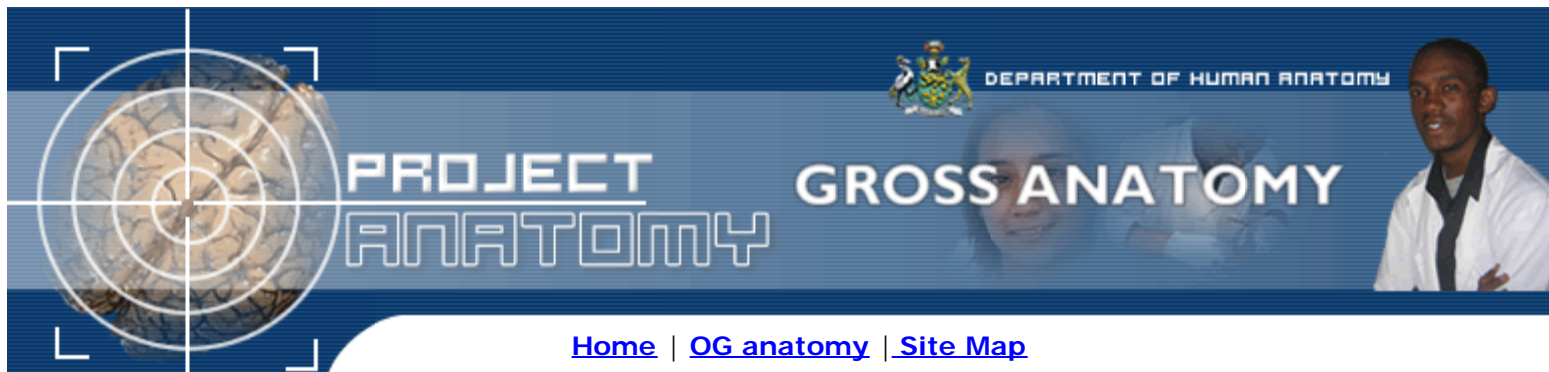 DEPARTMENT OF HUMAN ANATOMY
PROJECT
ANATOMY
GROSS ANATOMY
Home | OG anatomy | Site Map